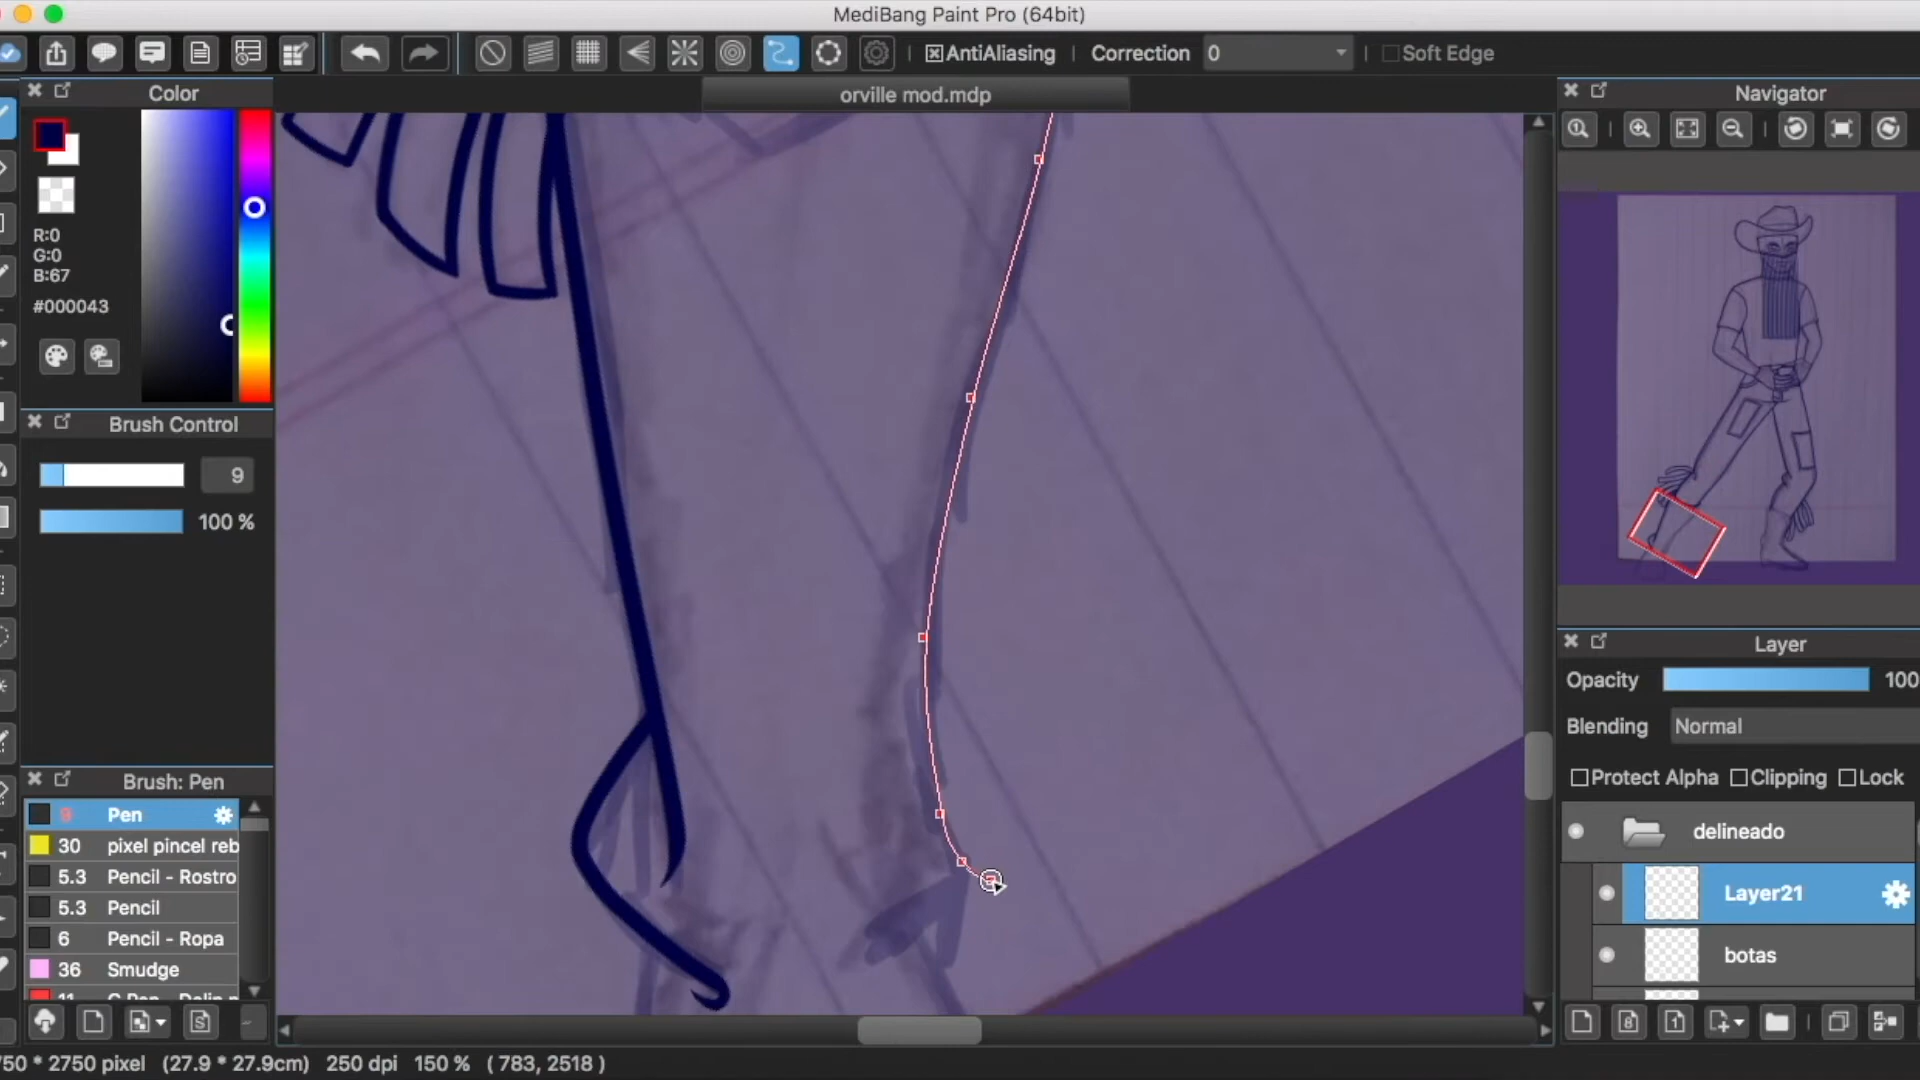 MediBang Paint Pro (64bit)
AntiAliasing
Correction 0
Soft Edge
Color
orville mod.mdp
Navigator
R:0
G:0
B:67
#000043
Brush Control
9
100 %
Brush: Pen
9 Pen
30 pixel pincel reb
5.3 Pencil - Rostro
5.3 Pencil
6 Pencil - Ropa
36 Smudge
Layer
Opacity 100
Blending Normal
Protect Alpha Clipping Lock
delineado
Layer21
botas
50 * 2750 pixel (27.9 * 27.9cm) 250 dpi 150 % ( 783, 2518 )